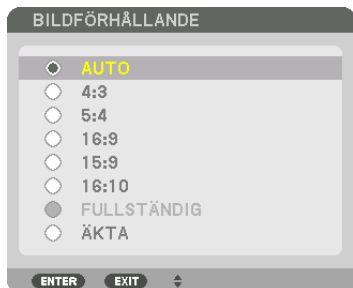 BILDFÖRHÅLLANDE
AUTO
4:3
5:4
16:9
15:9
16:10
FULLSTÄNDIG
ÄKTA
ENTER EXIT